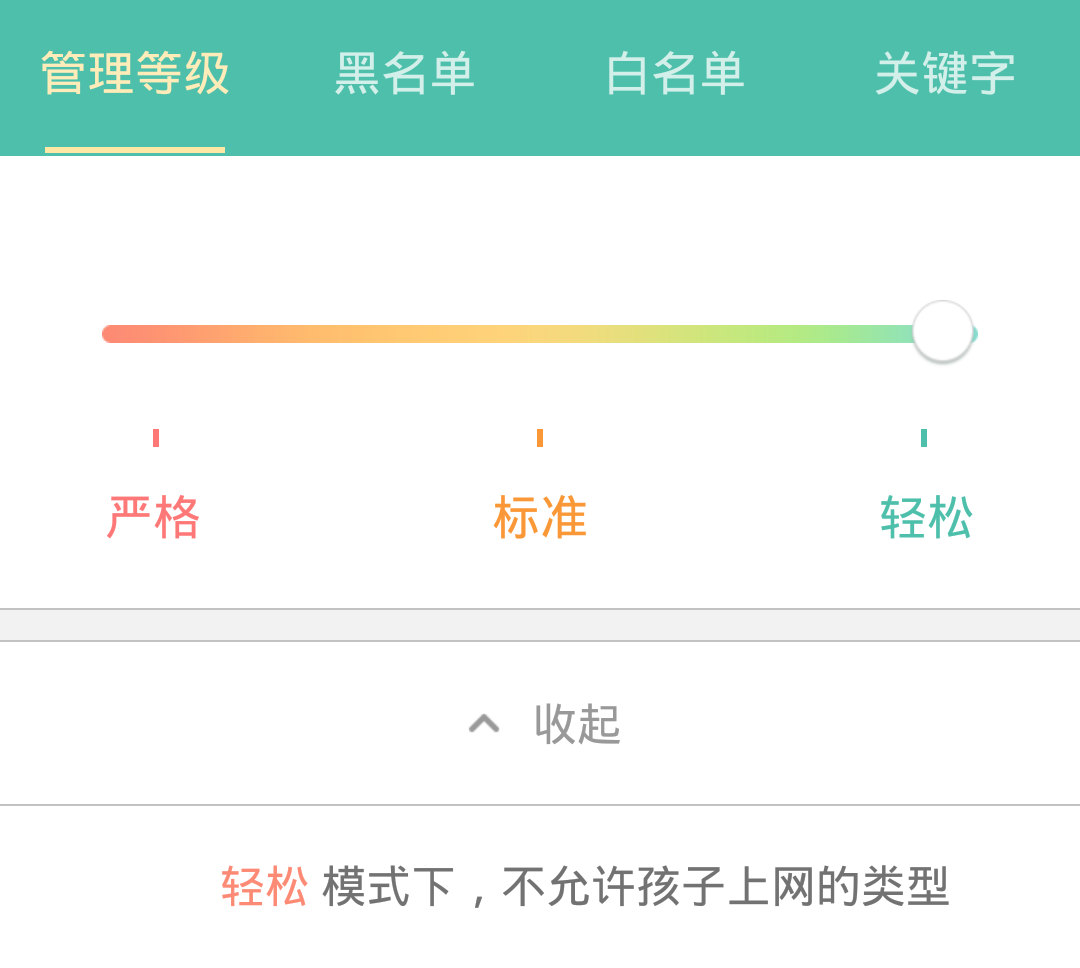 管理等级 黑名单 白名单 关键字
严格 标准 轻松
收起
轻松 模式下，不允许孩子上网的类型